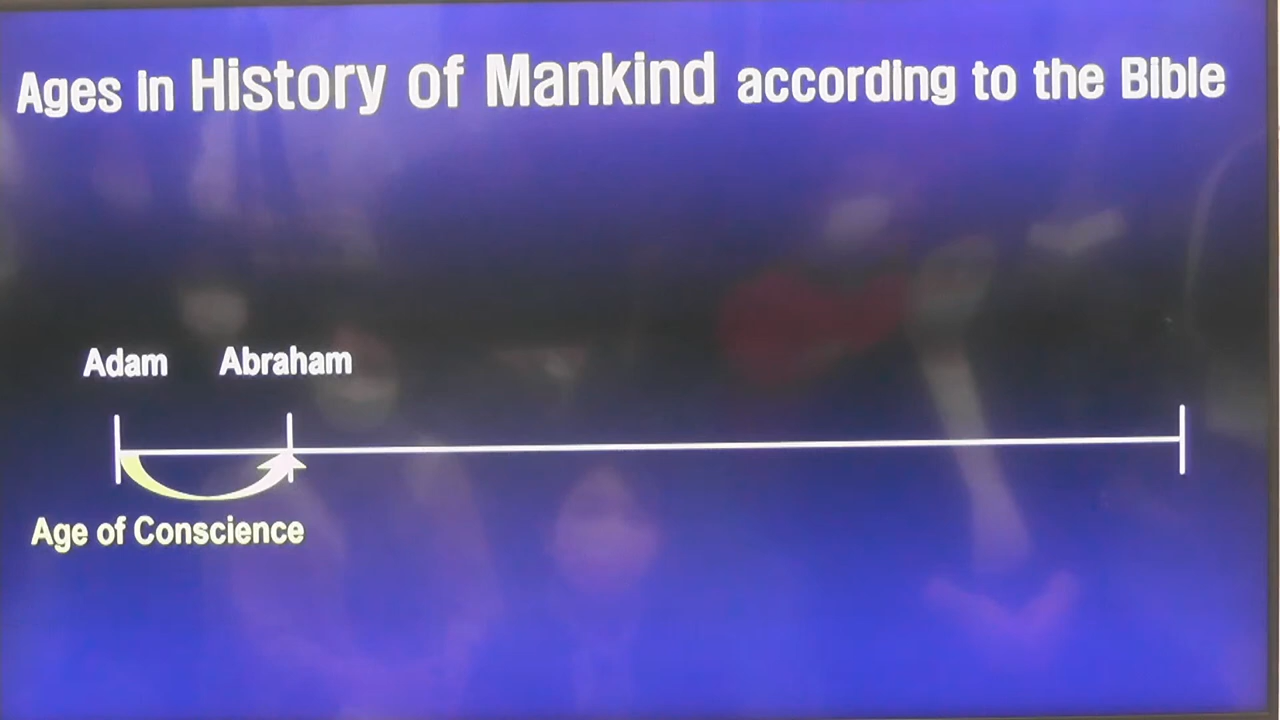 Ages in History of Mankind according to the Bible
Adam Abraham
Age of Conscience